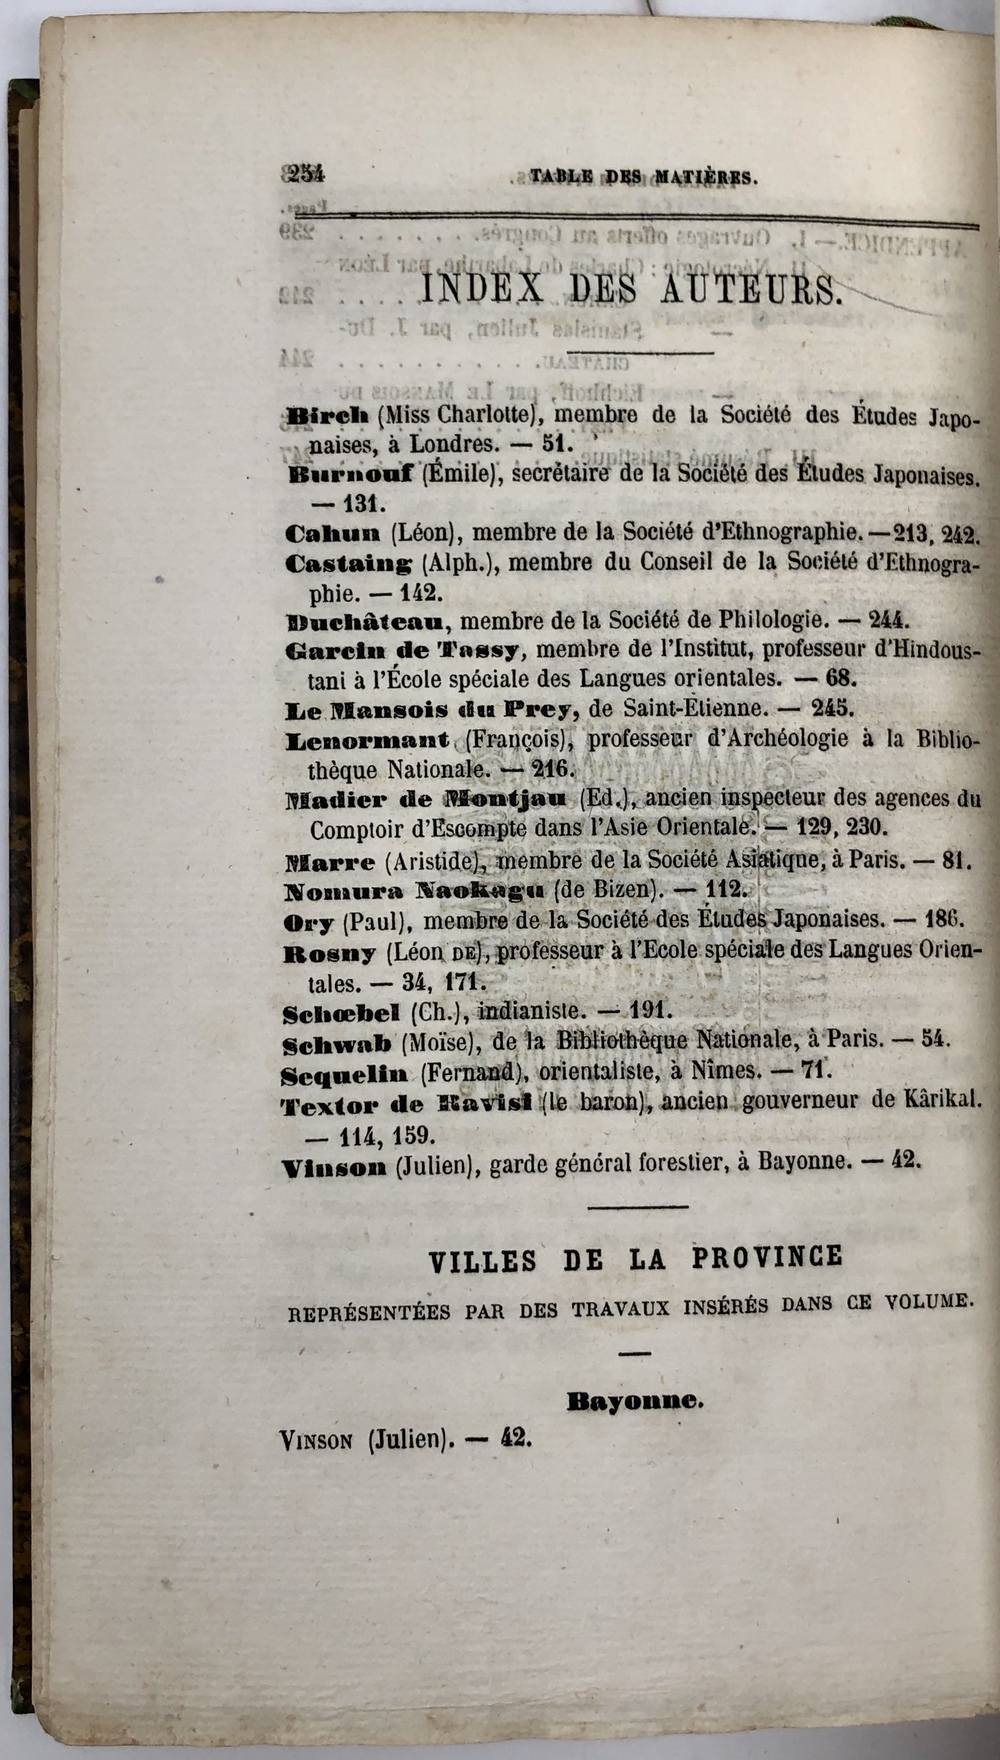 254 TABLE DES MATIÈRES.
INDEX DES AUTEURS.
Birch (Miss Charlotte), membre de la Société des Études Japo-
naises, à Londres. — 51.
Burnouf (Émile), secrétaire de la Société des Études Japonaises.
— 131.
Cahun (Léon), membre de la Société d'Ethnographie. — 213, 242.
Castaing (Alph.), membre du Conseil de la Société d'Ethnogra-
phie. — 142.
Duchâteau, membre de la Société de Philologie. — 244.
Garcin de Tassy, membre de l'Institut, professeur d'Hindous-
tani à l'École spéciale des Langues orientales. — 68.
Le Mansois du Prey, de Saint-Étienne. — 245.
Lenormant (François), professeur d'Archéologie à la Biblio-
thèque Nationale. — 216.
Madier de Montjau (Ed.), ancien inspecteur des agences du
Comptoir d'Escompte dans l'Asie Orientale. — 129, 230.
Marre (Aristide), membre de la Société Asiatique, à Paris. — 81.
Nomura Naokagu (de Bizen). — 112.
Ory (Paul), membre de la Société des Études Japonaises. — 186.
Rosny (Léon DE), professeur à l'Ecole spéciale des Langues Orien-
tales. — 34, 171.
Schœbel (Ch.), indianiste. — 191.
Schwab (Moïse), de la Bibliothèque Nationale, à Paris. — 54.
Sequelin (Fernand), orientaliste, à Nîmes. — 71.
Textor de Ravisi (le baron), ancien gouverneur de Kârikal.
— 114, 159.
Vinson (Julien), garde général forestier, à Bayonne. — 42.
VILLES DE LA PROVINCE
REPRÉSENTÉES PAR DES TRAVAUX INSÉRÉS DANS CE VOLUME.
Bayonne.
VINSON (Julien). — 42.